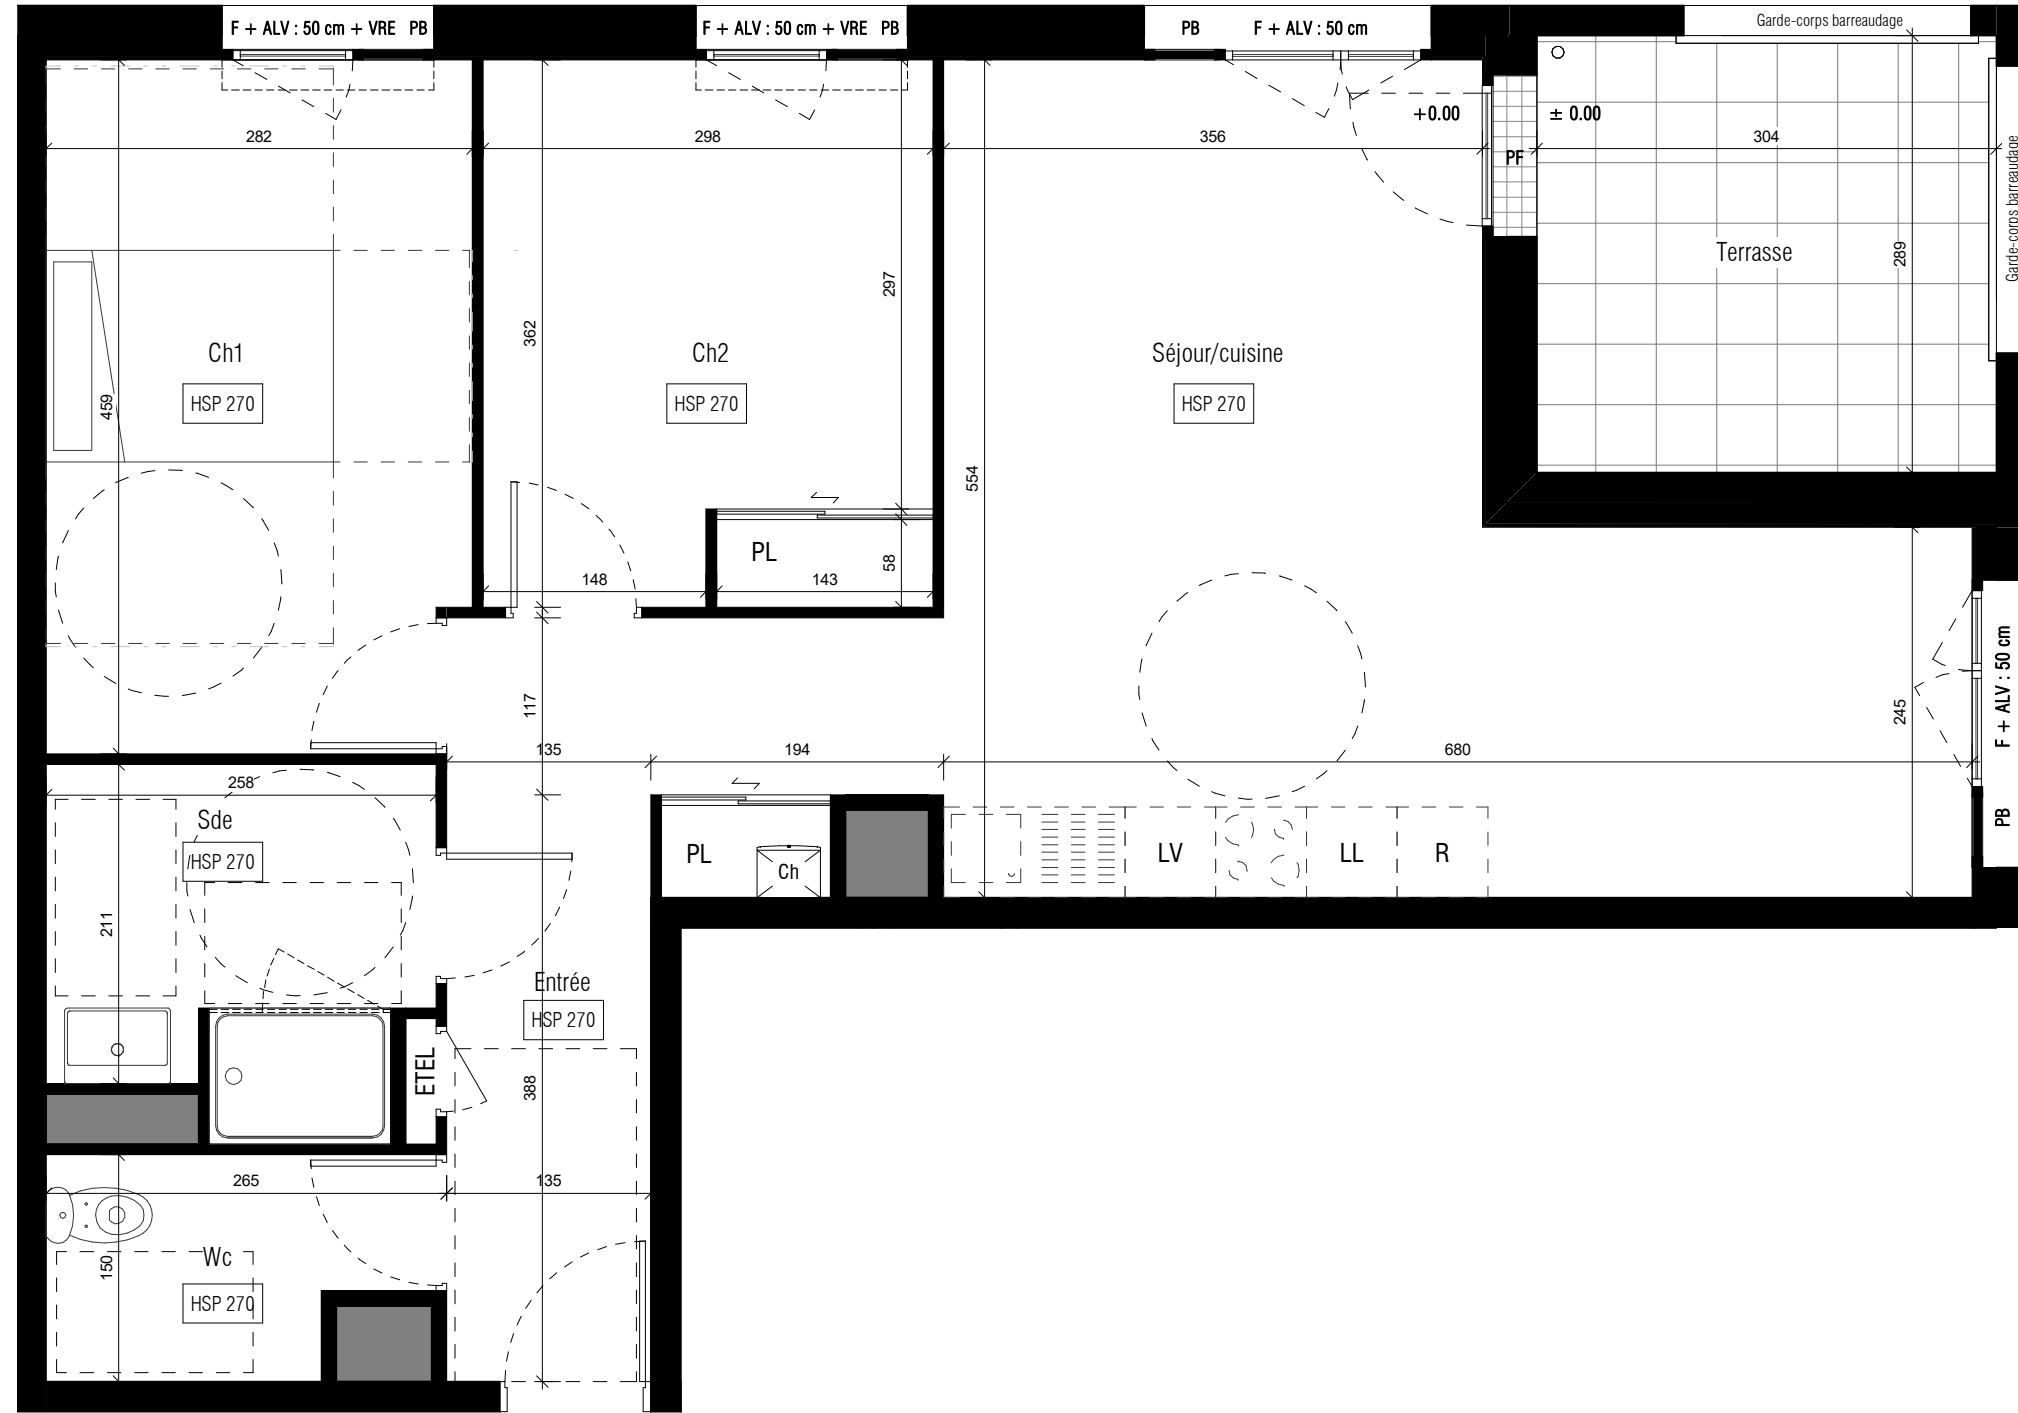 F + ALV : 50 cm + VRE PB
F + ALV : 50 cm + VRE PB
PB F + ALV : 50 cm
Garde-corps barreaudage
+0.00
± 0.00
282
298
356
304
PF
Garde-corps barreaudage
Terrasse
289
297
362
Ch1
HSP 270
459
Ch2
HSP 270
Séjour/cuisine
HSP 270
554
PL
58
148
143
117
135
194
680
245
F + ALV : 50 cm
PB
258
Sde
HSP 270
211
PL
Ch
LV
LL
R
Entrée
HSP 270
ETEL
388
265
135
Wc
HSP 270
150